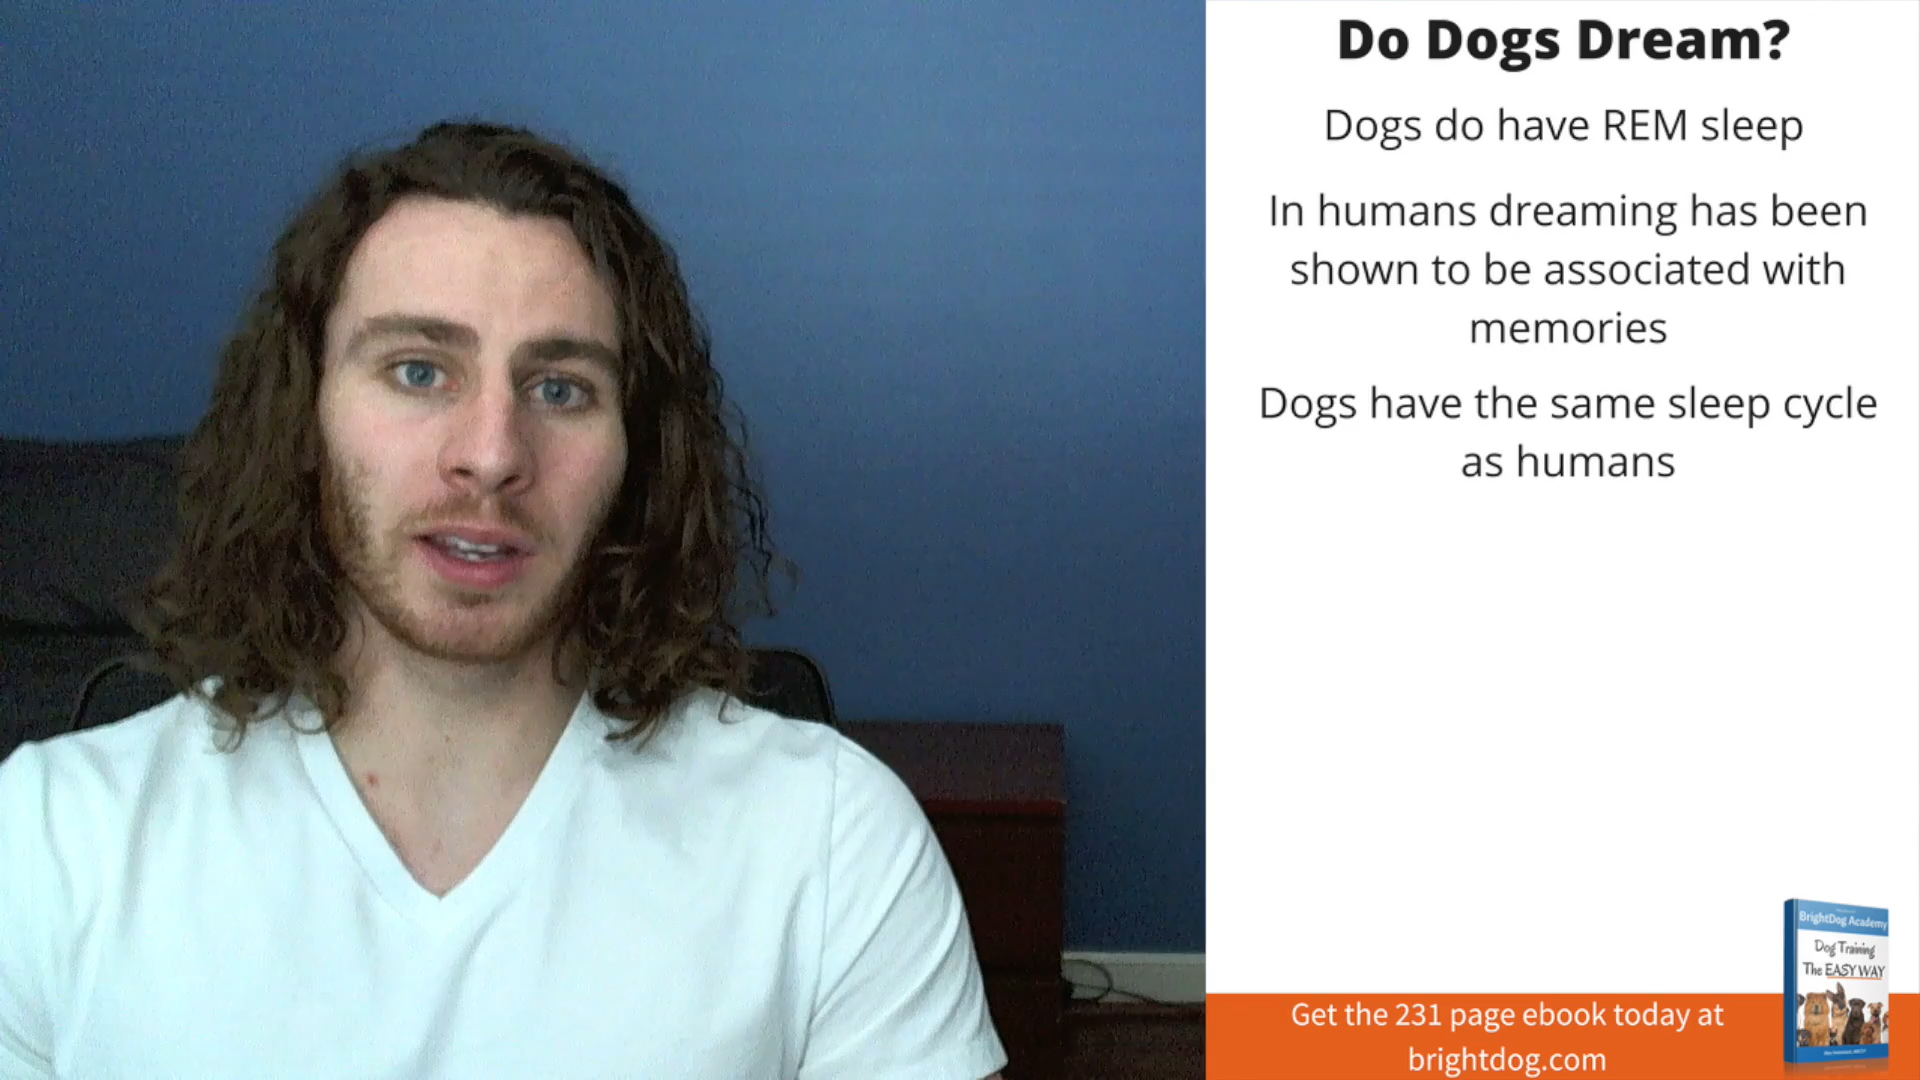 Do Dogs Dream?
Dogs do have REM sleep
In humans dreaming has been
shown to be associated with
memories
Dogs have the same sleep cycle
as humans
BrightDog Academy
Dog Training
The EASY WAY
Get the 231 page ebook today at
brightdog.com